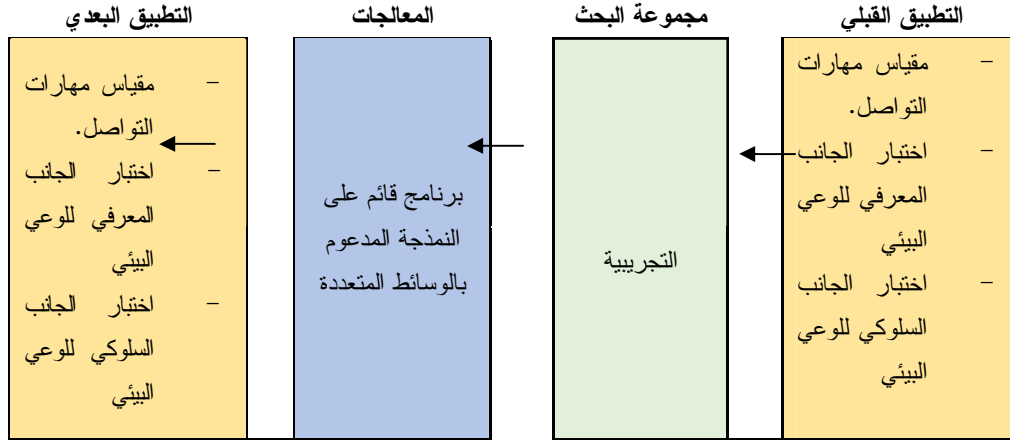 التطبيق القبلي
مجموعة البحث
المعالجات
التطبيق البعدي
- مقياس مهارات
التواصل.
- اختبار الجانب
المعرفي للوعي
البيئي
- اختبار الجانب
السلوكي للوعي
البيئي
التجريبية
برنامج قائم على
النمذجة المدعوم
بالوسائط المتعددة
- مقياس مهارات
التواصل.
- اختبار الجانب
المعرفي للوعي
البيئي
- اختبار الجانب
السلوكي للوعي
البيئي